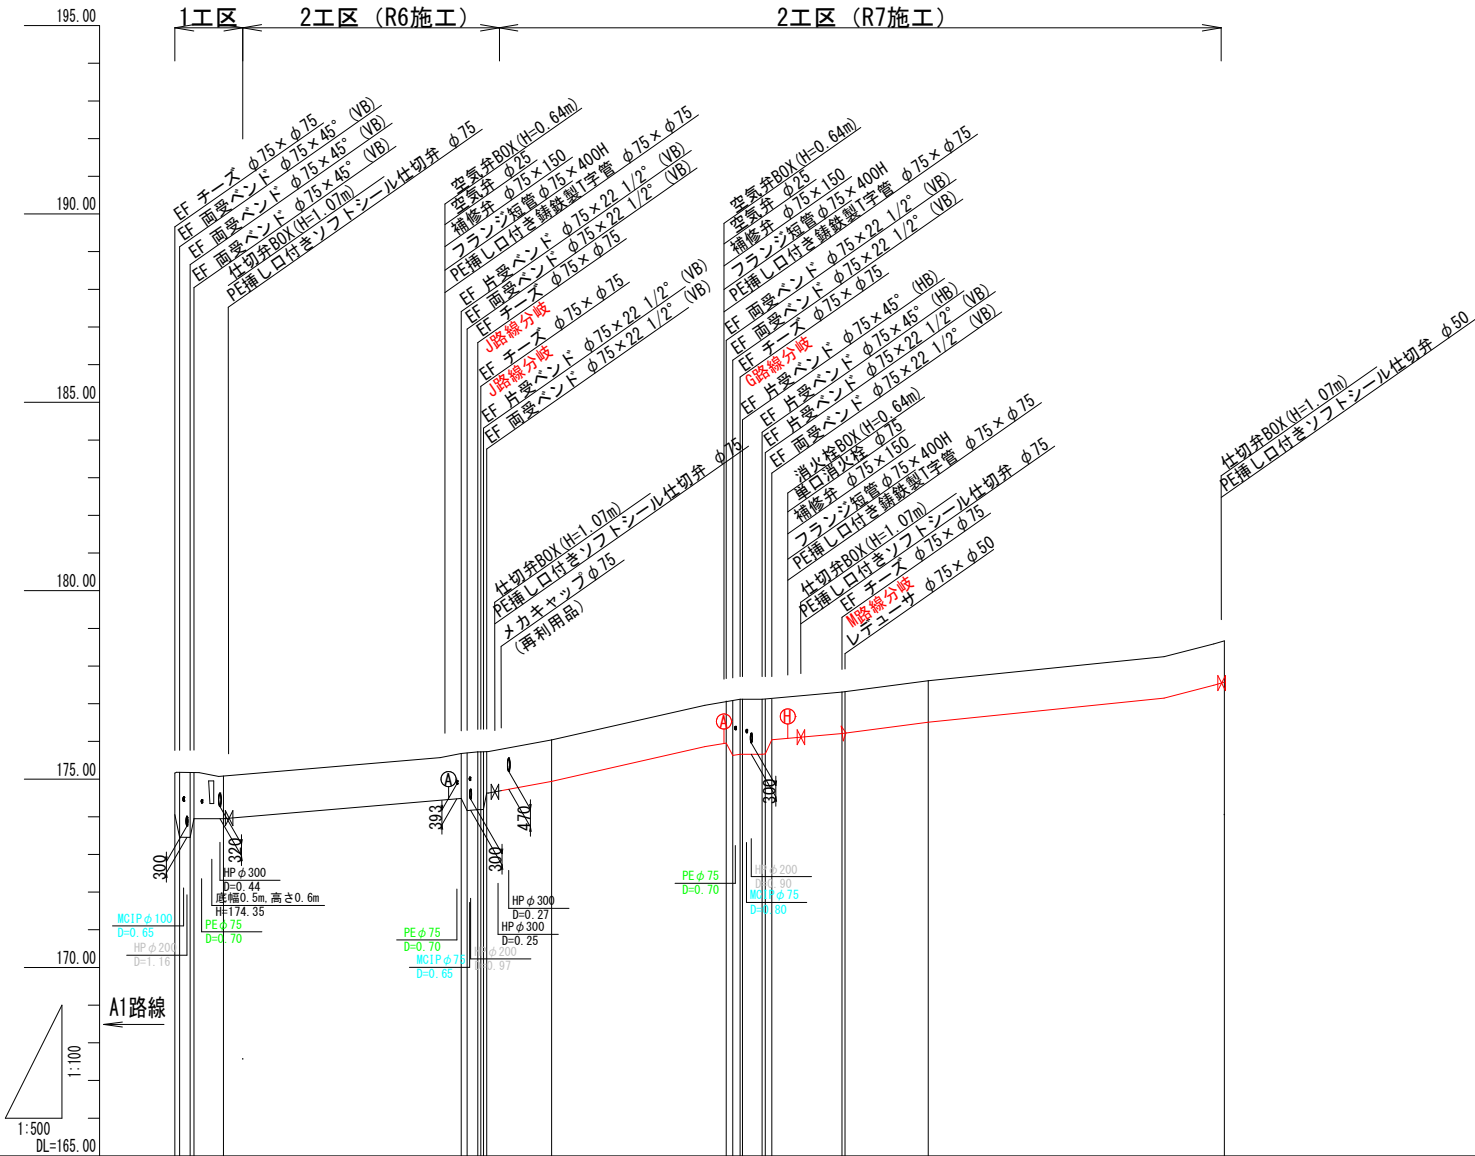 1工区
2工区 (R6施工)
2工区 (R7施工)
195.00
190.00
185.00
180.00
175.00
170.00
DL=165.00
EF チーズ φ75×φ75
EF 両受ベンド φ75×45° (VB)
EF 両受ベンド φ75×45° (VB)
EF 両受ベンド φ75×45° (VB)
仕切弁BOX(H=1.07m)
PE挿し口付きソフトシール仕切弁 φ75
空気弁BOX(H=0.64m)
空気弁 φ25
補修弁 φ75×150
フランジ短管φ75×400H
PE挿し口付き鋳鉄製T字管 φ75×φ75
EF 片受ベンド φ75×22 1/2° (VB)
EF 両受ベンド φ75×22 1/2° (VB)
EF チーズ φ75×φ75
J路線分岐
EF チーズ φ75×φ75
J路線分岐
EF 片受ベンド φ75×22 1/2° (VB)
EF 両受ベンド φ75×22 1/2° (VB)
仕切弁BOX(H=1.07m)
PE挿し口付きソフトシール仕切弁 φ75
メカキャップφ75
(再利用品)
空気弁BOX(H=0.64m)
空気弁 φ25
補修弁 φ75×150
フランジ短管φ75×400H
PE挿し口付き鋳鉄製T字管 φ75×φ75
EF 両受ベンド φ75×22 1/2° (VB)
EF 両受ベンド φ75×22 1/2° (VB)
EF チーズ φ75×φ75
G路線分岐
EF 片受ベンド φ75×45° (HB)
EF 片受ベンド φ75×45° (HB)
EF 片受ベンド φ75×22 1/2° (VB)
EF 両受ベンド φ75×22 1/2° (VB)
消火栓BOX(H=0.64m)
単口消火栓 φ75
補修弁 φ75×150
フランジ短管φ75×400H
PE挿し口付き鋳鉄製T字管 φ75×φ75
仕切弁BOX(H=1.07m)
PE挿し口付きソフトシール仕切弁 φ75
EF チーズ φ75×φ75
M路線分岐
レデューサ φ75×φ50
仕切弁BOX(H=1.07m)
PE挿し口付きソフトシール仕切弁 φ50
A
A
H
300
320
393
300
470
300
HPφ300
D=0.44
底幅0.5m,高さ0.6m
H=174.35
MCIPφ100
D=0.65
PEφ75
D=0.70
HPφ200
D=1.16
HPφ300
D=0.27
HPφ300
D=0.25
PEφ75
D=0.70
MCIPφ75
D=0.65
HPφ200
D=0.97
PEφ75
D=0.70
HPφ200
D=0.90
MCIPφ75
D=0.80
A1路線
1:100
1:500